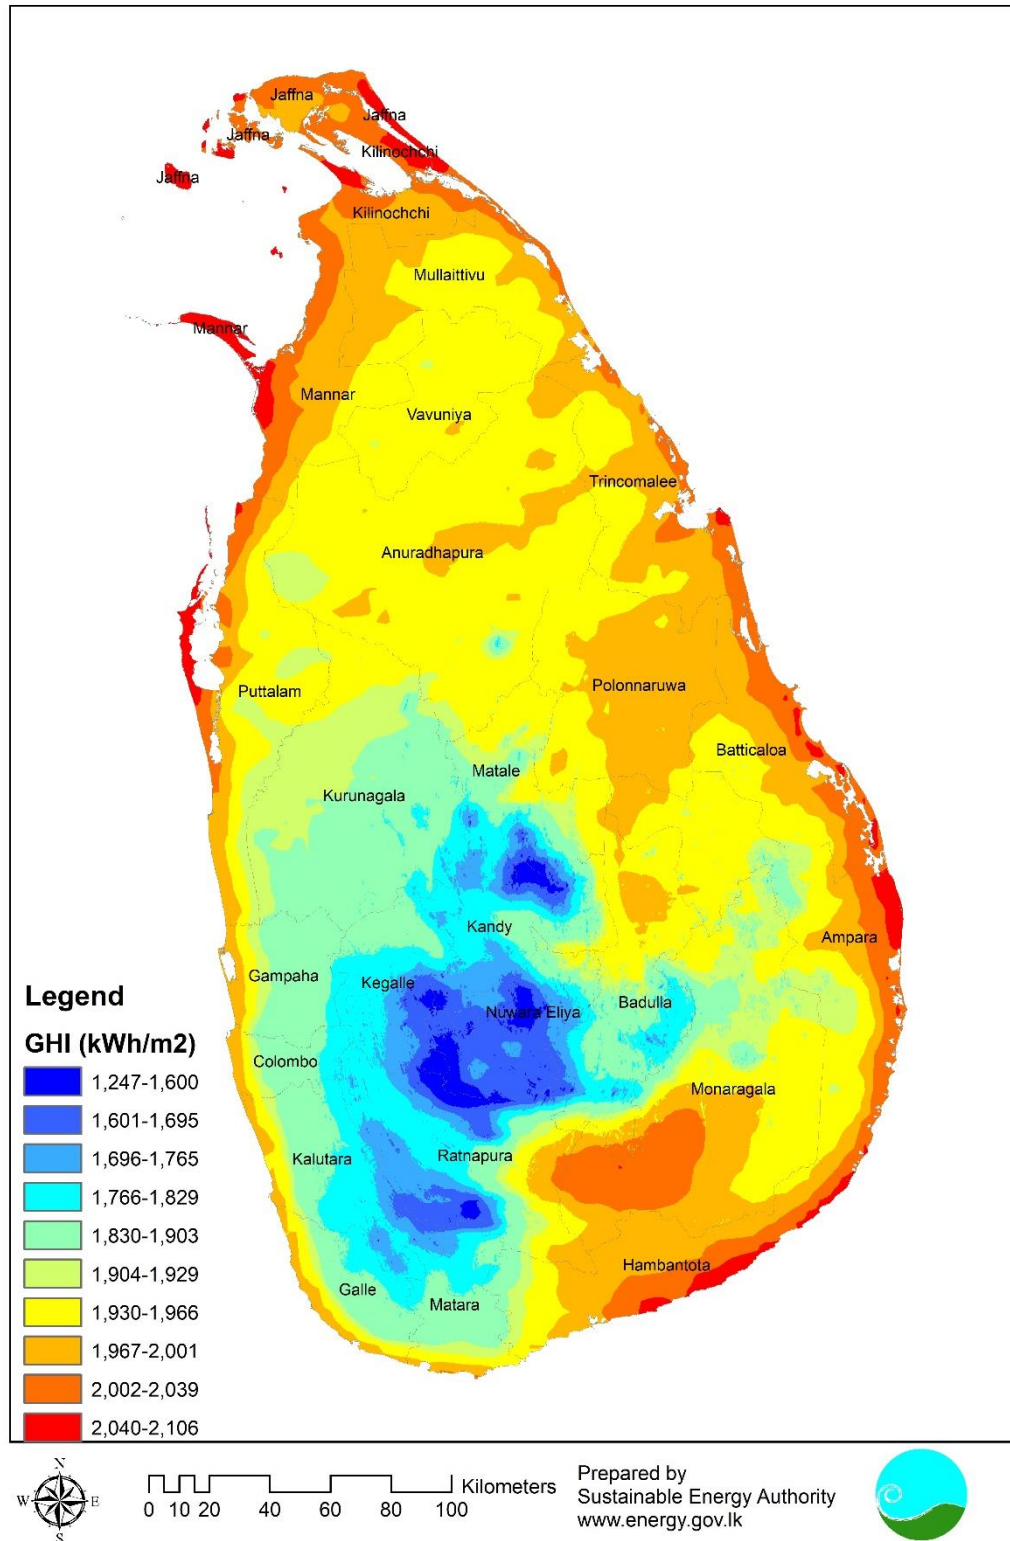 Jaffna
Jaffna
Jaffna
Kilinochchi
Jaffna
Kilinochchi
Mullaittivu
Mannar
Mannar
Vavuniya
Trincomalee
Anuradhapura
Polonnaruwa
Puttalam
Batticaloa
Matale
Kurunagala
Kandy
Ampara
Gampaha
Kegalle
Nuwara Eliya
Badulla
Colombo
Monaragala
Ratnapura
Kalutara
Hambantota
Galle
Matara
Legend
GHI (kWh/m2)
1,247-1,600
1,601-1,695
1,696-1,765
1,766-1,829
1,830-1,903
1,904-1,929
1,930-1,966
1,967-2,001
2,002-2,039
2,040-2,106
N
W
E
S
Kilometers
0 10 20 40 60 80 100
Prepared by
Sustainable Energy Authority
www.energy.gov.lk